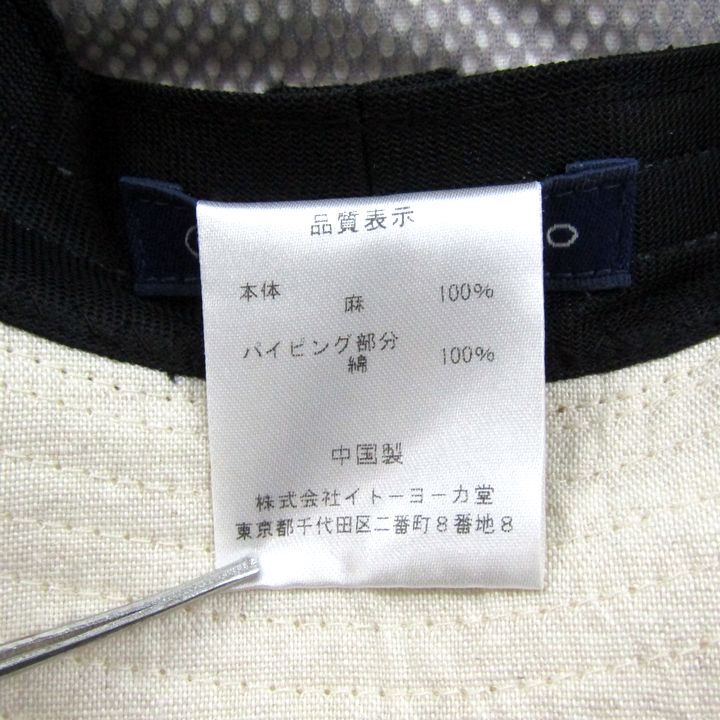 品質表示
本体 麻 100%
パイピング部分
綿 100%
中国製
株式会社イトーヨーカ堂
東京都千代田区二番町8番地8